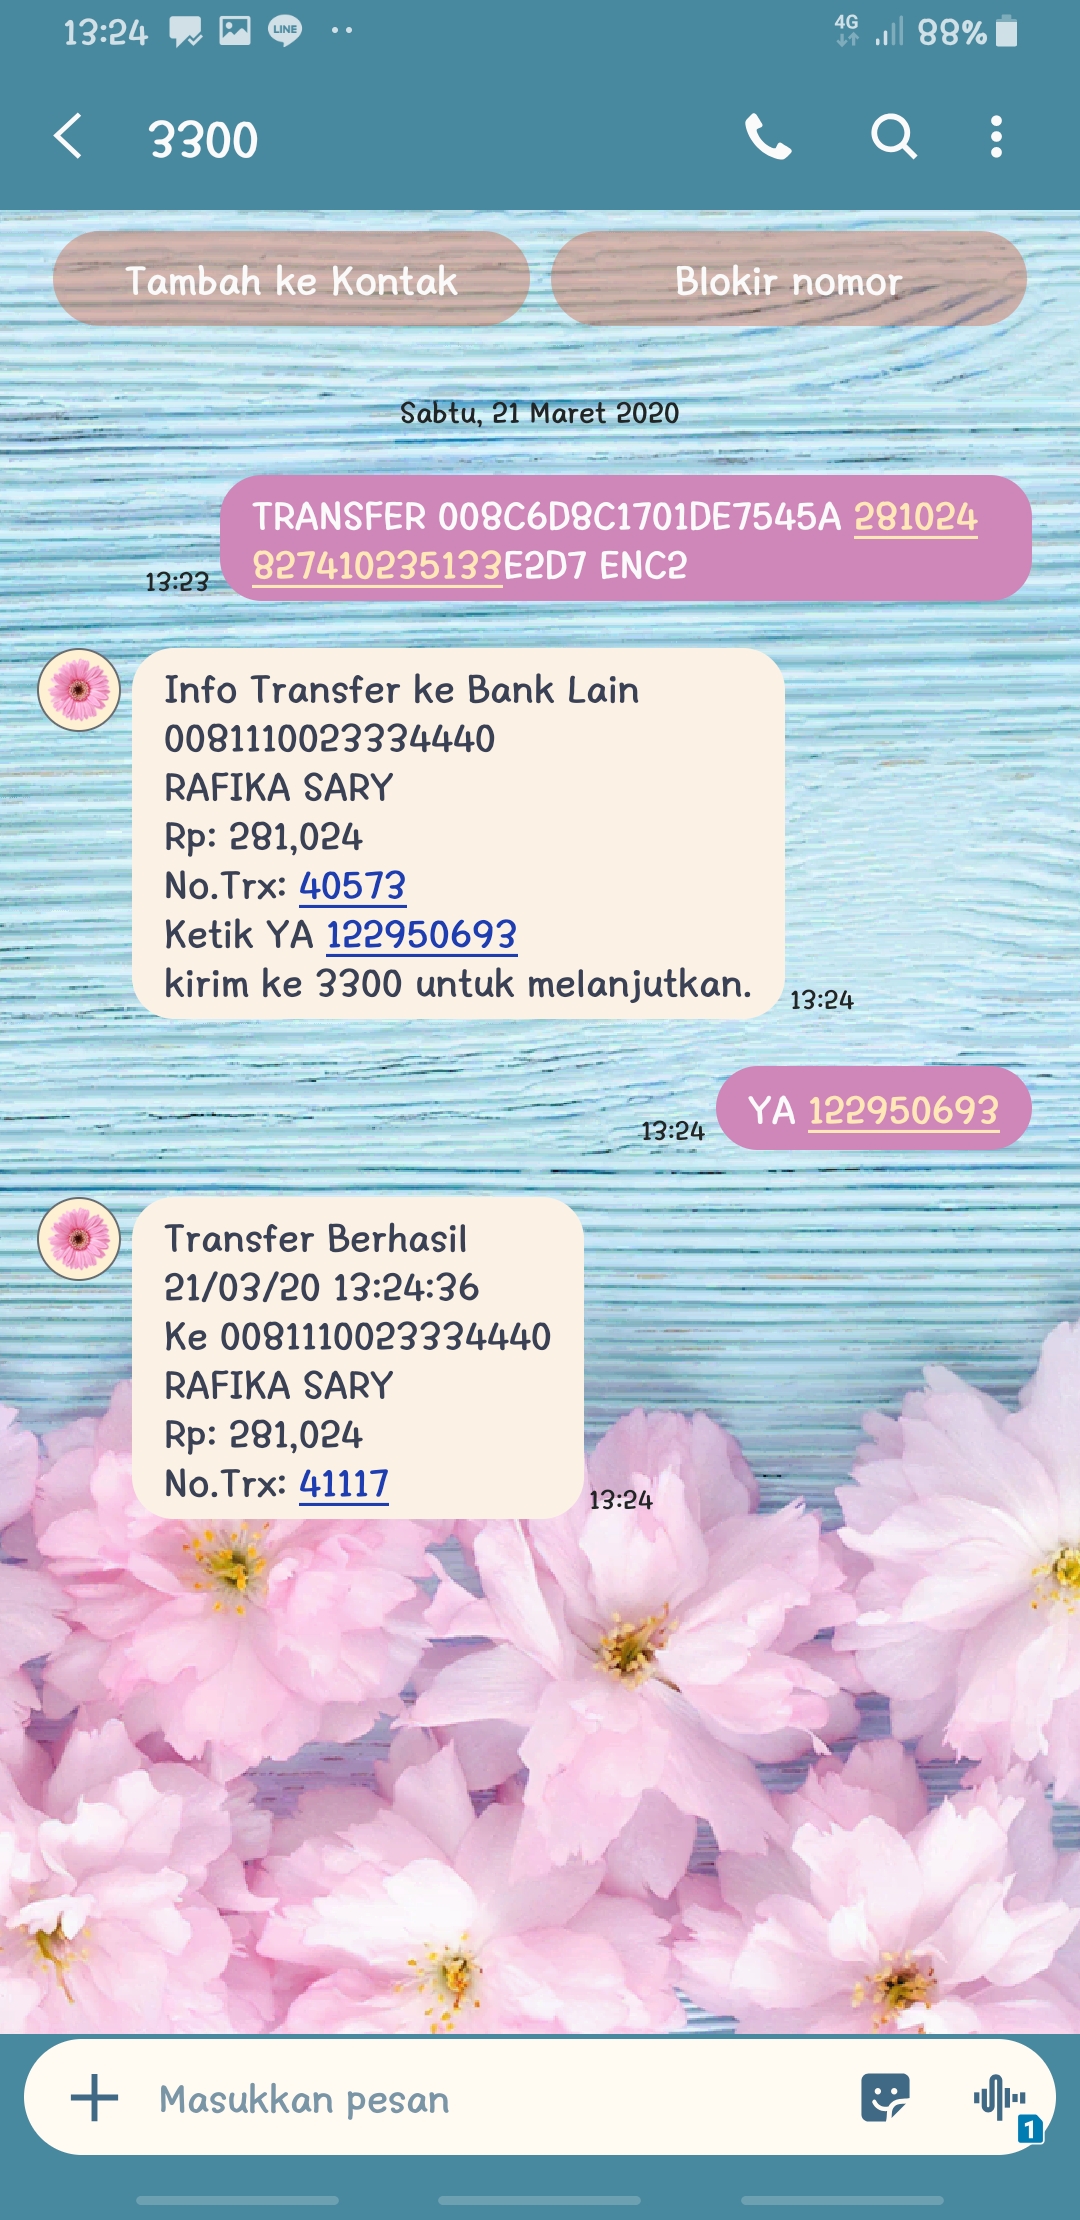 13:24 LINE 4G 88%
3300
Tambah ke Kontak Blokir nomor
Sabtu, 21 Maret 2020
TRANSFER 008C6D8C1701DE7545A 281024
827410235133E2D7 ENC2
13:23
Info Transfer ke Bank Lain
0081110023334440
RAFIKA SARY
Rp: 281,024
No.Trx: 40573
Ketik YA 122950693
kirim ke 3300 untuk melanjutkan.
13:24
YA 122950693
13:24
Transfer Berhasil
21/03/20 13:24:36
Ke 0081110023334440
RAFIKA SARY
Rp: 281,024
No.Trx: 41117
13:24
Masukkan pesan
1